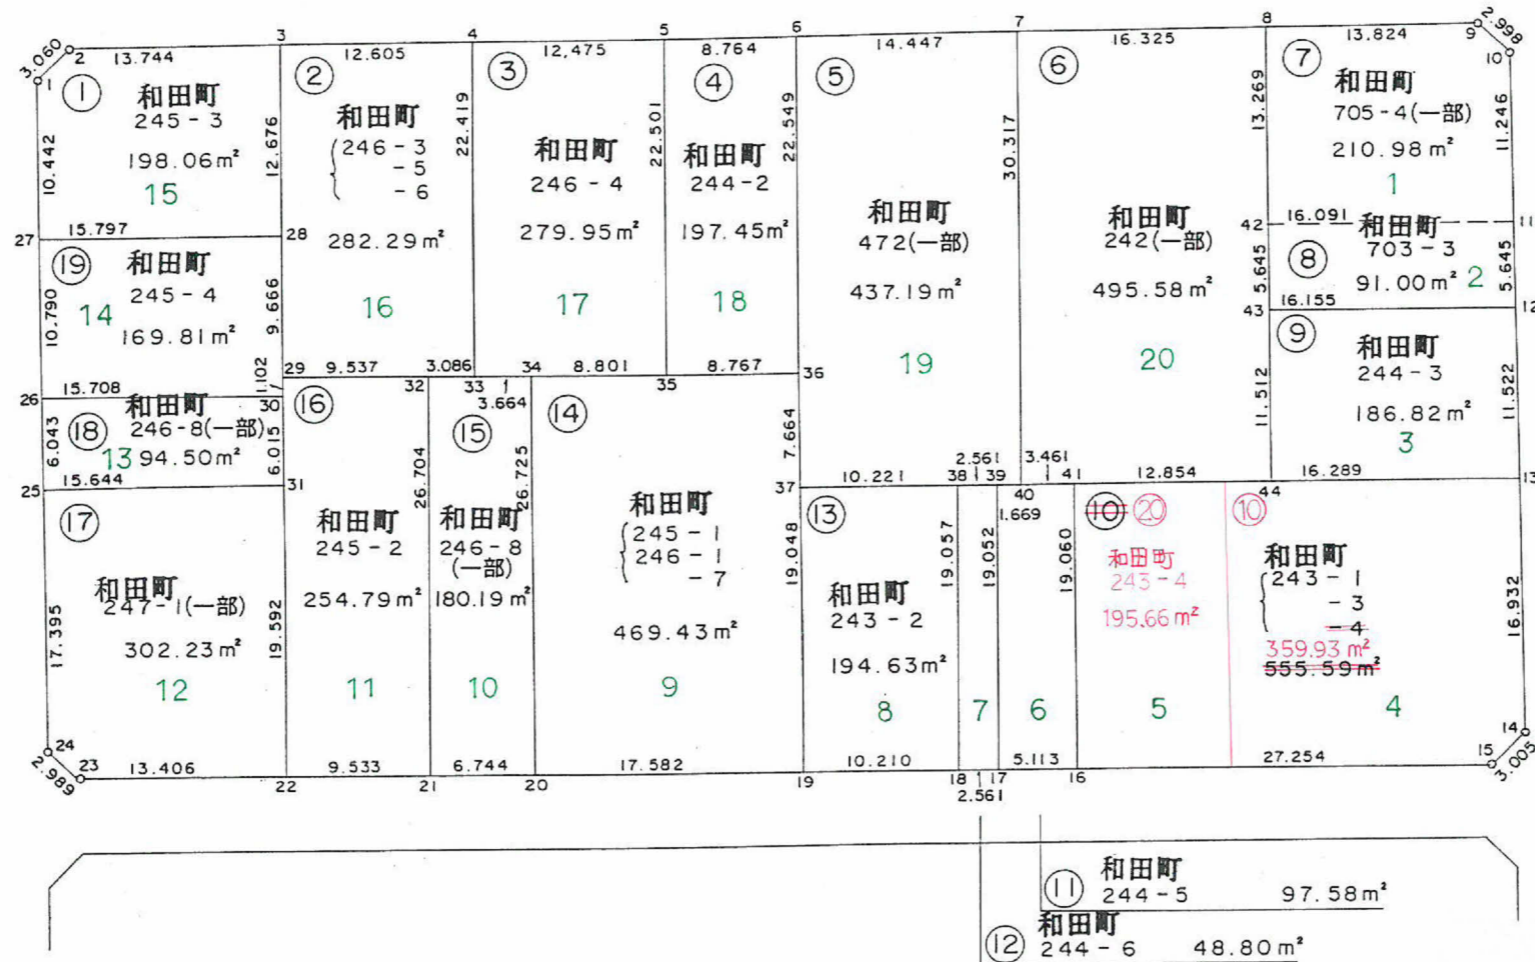 3 4 5 6 7 8
3.060 2 13.744 12.605 12.475 8.764 14.447 16.325 13.824 9 2.998 10
1
① 和田町
245-3
198.06㎡
15
10.442
12.676
② 和田町
246-3
-5
-6
282.29㎡
16
22.419
③ 和田町
246-4
279.95㎡
17
22.501
④ 和田町
244-2
197.45㎡
18
22.549
⑤ 和田町
472(一部)
437.19㎡
19
30.317
⑥ 和田町
242(一部)
495.58㎡
20
13.269
⑦ 和田町
705-4(一部)
210.98㎡
1
11.246
42 16.091 11
⑧ 和田町
703-3
91.00㎡ 2
5.645
5.645
43 16.155 12
⑨ 和田町
244-3
186.82㎡
3
11.512
11.522
27 15.797 28
⑲ 和田町
245-4
14
169.81㎡
10.790
9.666
1.102
26 15.708 30
⑱ 和田町
246-8(一部)
13 94.50㎡
6.043
6.015
25 15.644 31
⑰ 和田町
247-1(一部)
302.23㎡
12
17.395
19.592
29 9.537 32 3.086 33 34 8.801 35 8.767 36
3.664
⑯ 和田町
245-2
254.79㎡
11
26.704
⑮ 和田町
246-8
(一部)
180.19㎡
10
26.725
⑭ 和田町
245-1
246-1
-7
469.43㎡
9
7.664
37 10.221 38 2.561 39 3.461 41 12.854 16.289 13
40 44
1.669
19.048
⑬ 和田町
243-2
194.63㎡
8
19.057
7
19.052
6
19.060
⑩ ⑳
和田町
243-4
195.66㎡
5
⑩
和田町
243-1
-3
-4
359.93㎡
555.59㎡
4
16.932
24
2.989 23 13.406 22 9.533 21 6.744 20 17.582 19 10.210 18 17 5.113 16 27.254 15 3.005 14
2.561
⑪ 和田町
244-5 97.58㎡
⑫ 和田町
244-6 48.80㎡